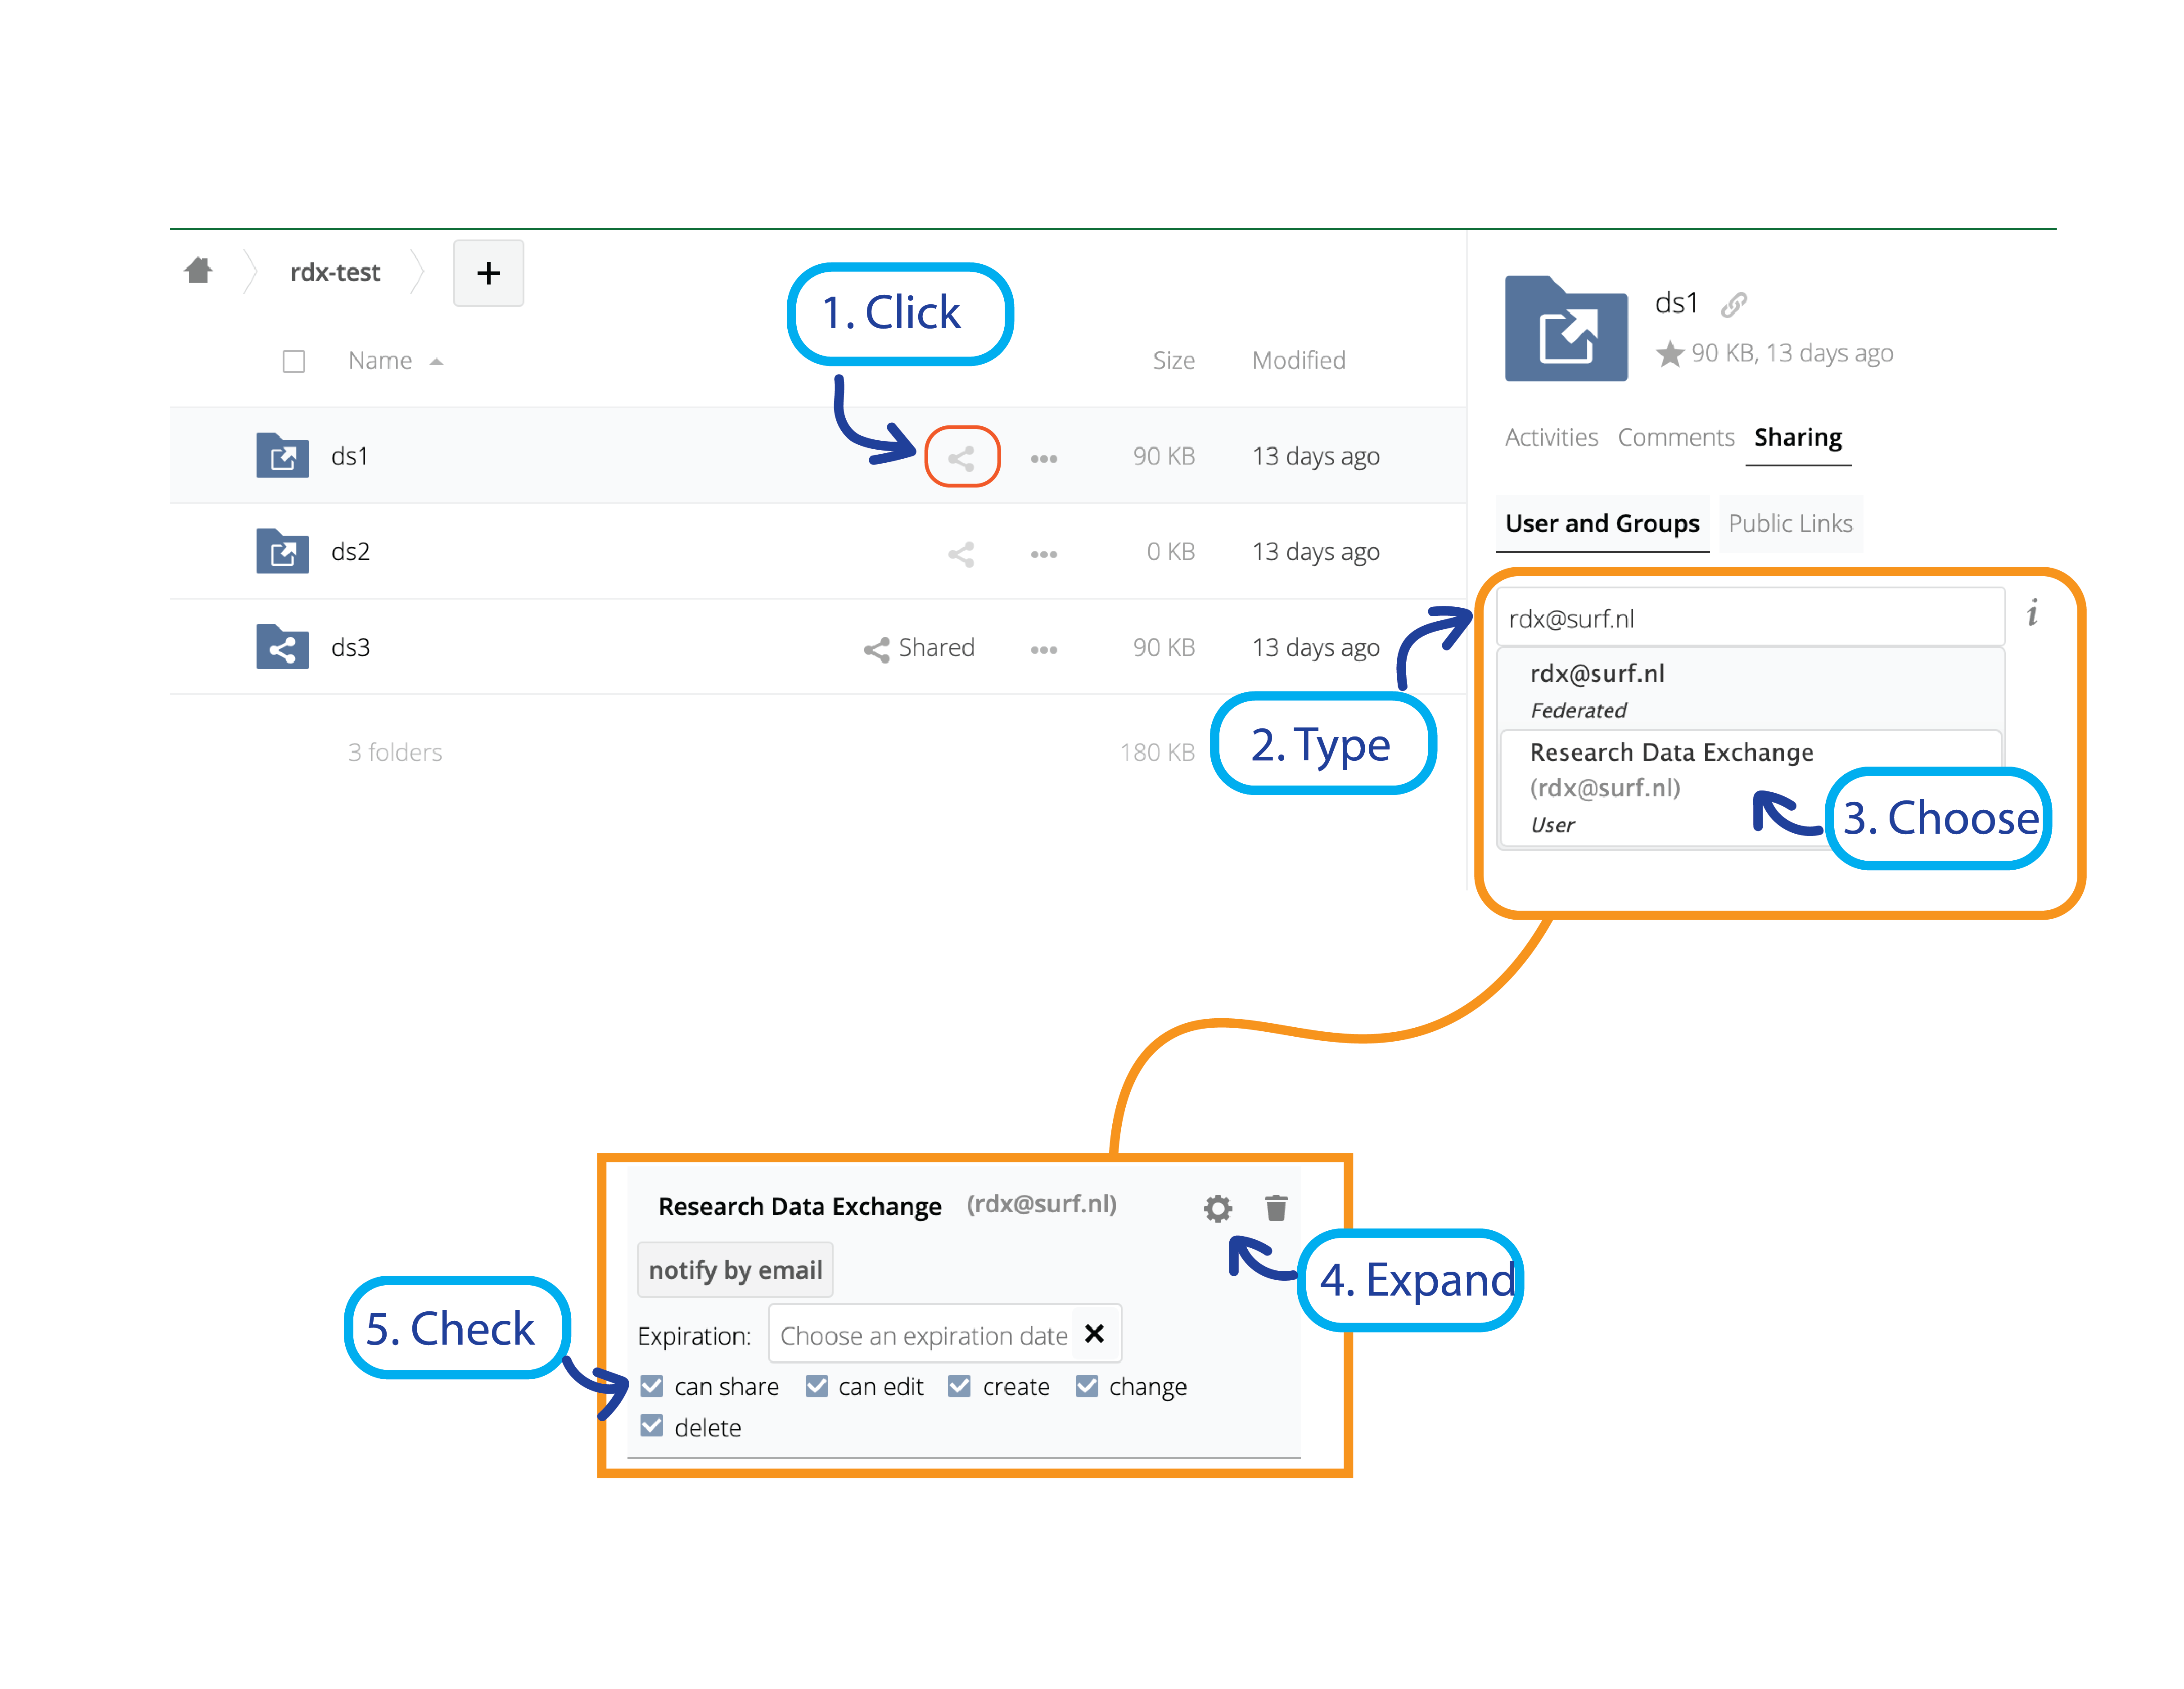 rdx-test
+
1. Click
Name
Size
Modified
ds1
90 KB
13 days ago
ds2
0 KB
13 days ago
ds3
Shared
90 KB
13 days ago
3 folders
180 KB
ds1
90 KB, 13 days ago
Activities
Comments
Sharing
User and Groups
Public Links
rdx@surf.nl
i
rdx@surf.nl
Federated
2. Type
Research Data Exchange
(rdx@surf.nl)
User
3. Choose
Research Data Exchange (rdx@surf.nl)
notify by email
4. Expand
5. Check
Expiration: Choose an expiration date
can share can edit create change
delete